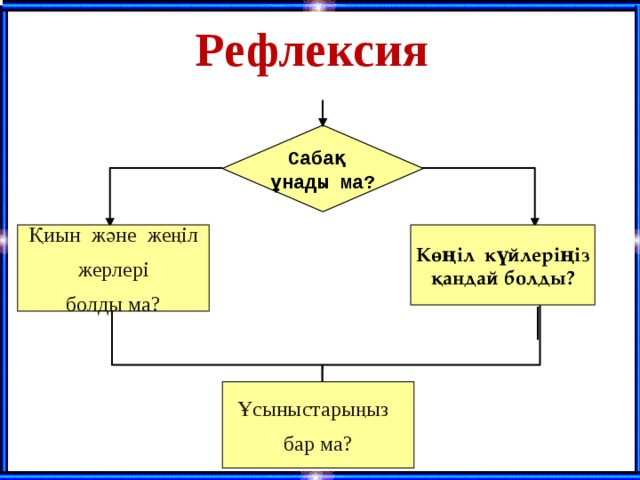 Рефлексия
Сабақ
ұнады ма?
Қиын және жеңіл
жерлері
болды ма?
Көңіл күйлеріңіз
қандай болды?
Ұсыныстарыңыз
бар ма?